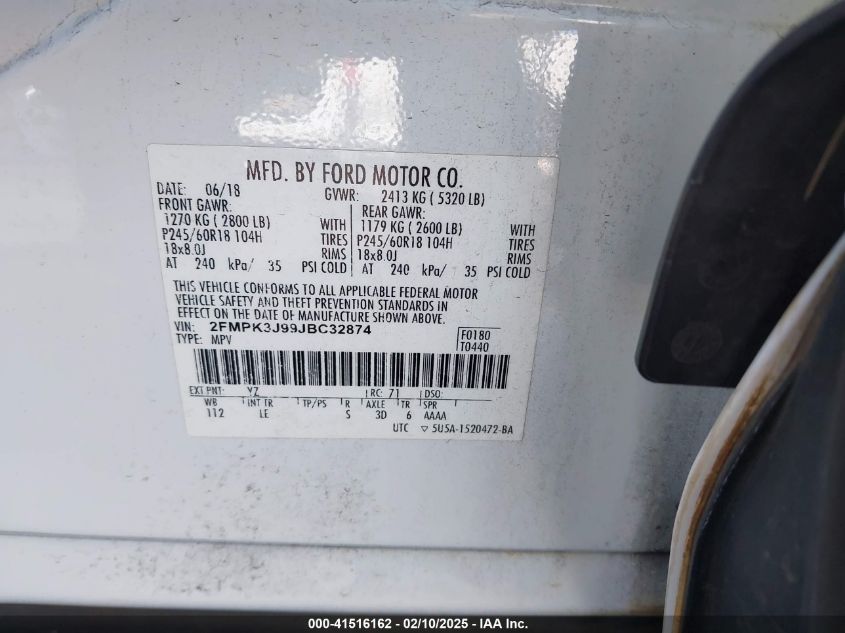 MFD. BY FORD MOTOR CO.
DATE: 06/18 GVWR: 2413 KG ( 5320 LB)
FRONT GAWR: REAR GAWR:
1270 KG ( 2800 LB) WITH 1179 KG ( 2600 LB) WITH
P245/60R18 104H TIRES P245/60R18 104H TIRES
18x8.0J RIMS 18x8.0J RIMS
AT 240 kPa/ 35 PSI COLD AT 240 kPa/ 35 PSI COLD
THIS VEHICLE CONFORMS TO ALL APPLICABLE FEDERAL MOTOR
VEHICLE SAFETY AND THEFT PREVENTION STANDARDS IN
EFFECT ON THE DATE OF MANUFACTURE SHOWN ABOVE.
VIN: 2FMPK3J99JBC32874 F0180
TYPE: MPV T0440
EXT PNT: YZ RC: 71 DSO:
WB INT TR TP/PS R AXLE TR SPR
112 LE S 3D 6 AAAA
UTC ▽ 5U5A-1520472-BA
000-41516162 — 02/10/2025 — IAA Inc.